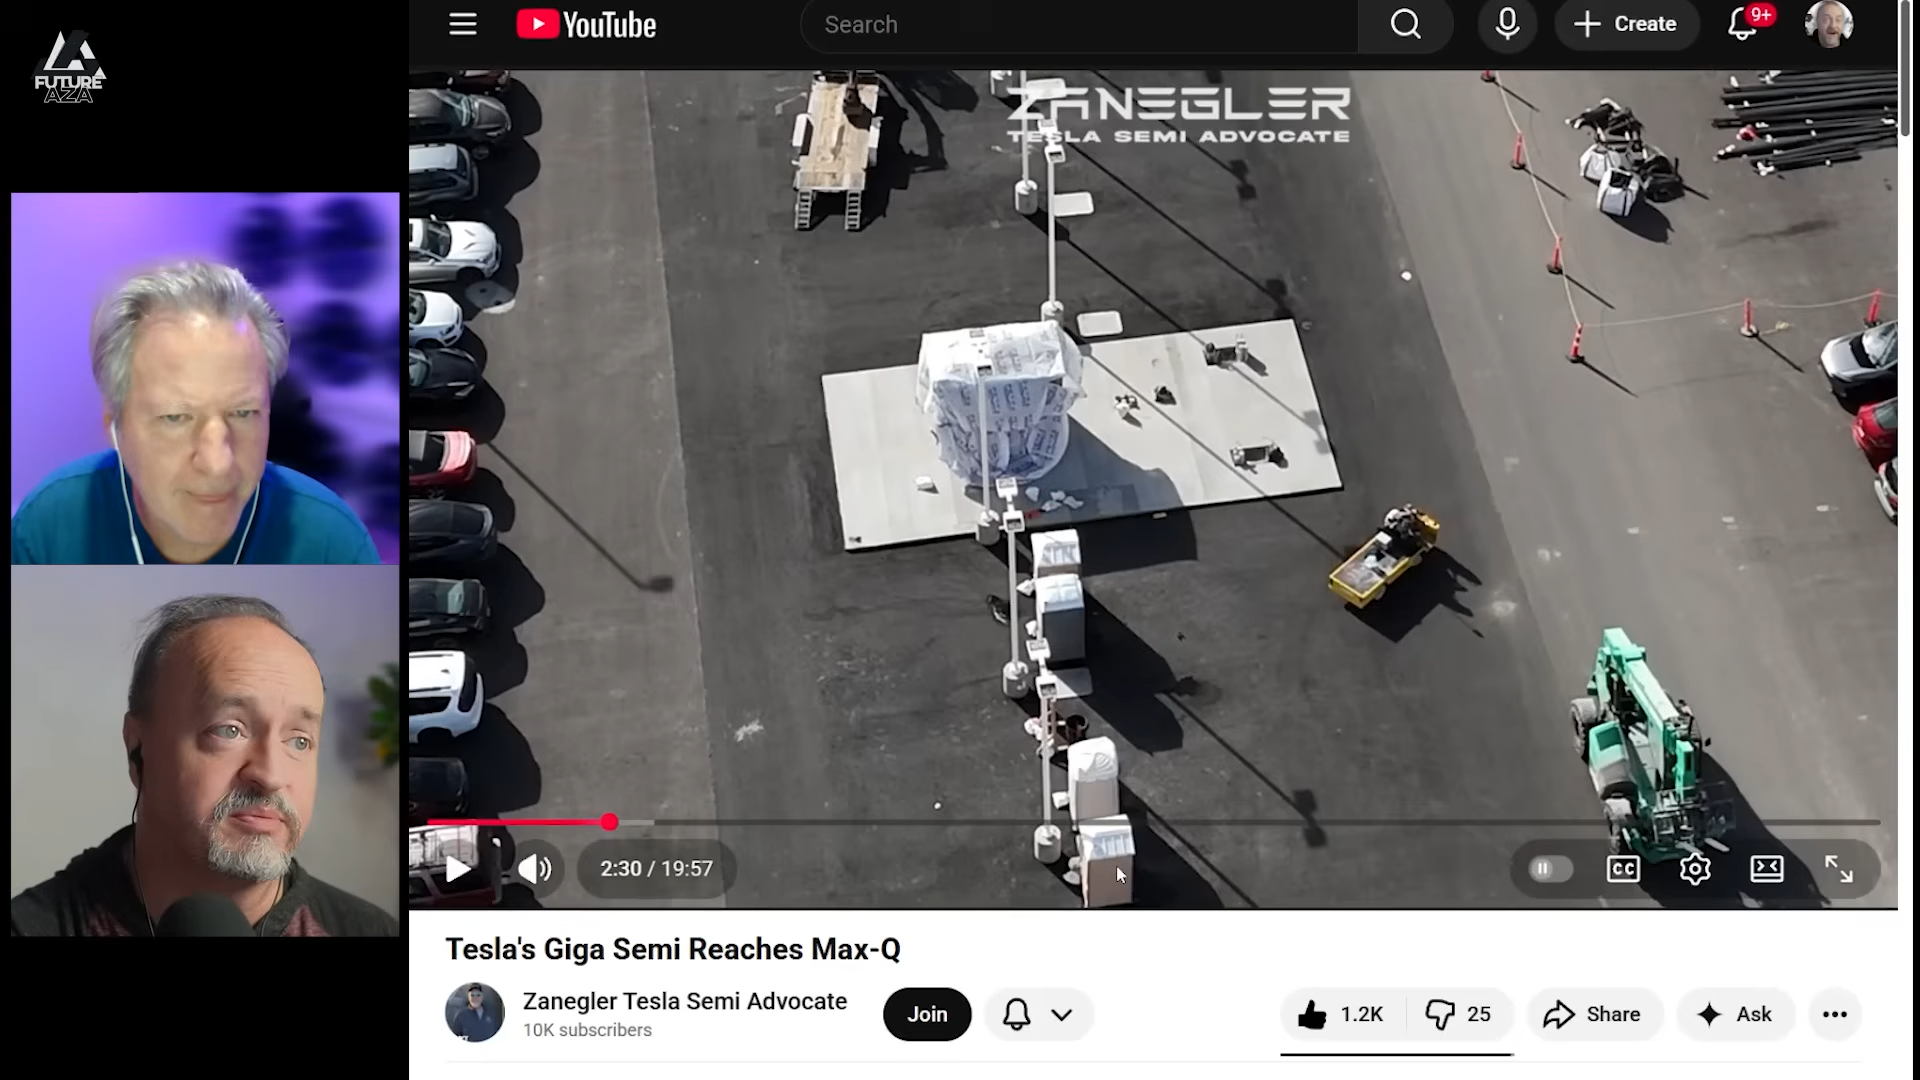 FUTURE
AZA
YouTube
Search
Create
9+
ZANEGLER
TESLA SEMI ADVOCATE
2:30 / 19:57
CC
Tesla's Giga Semi Reaches Max-Q
Zanegler Tesla Semi Advocate
10K subscribers
Join
1.2K
25
Share
Ask